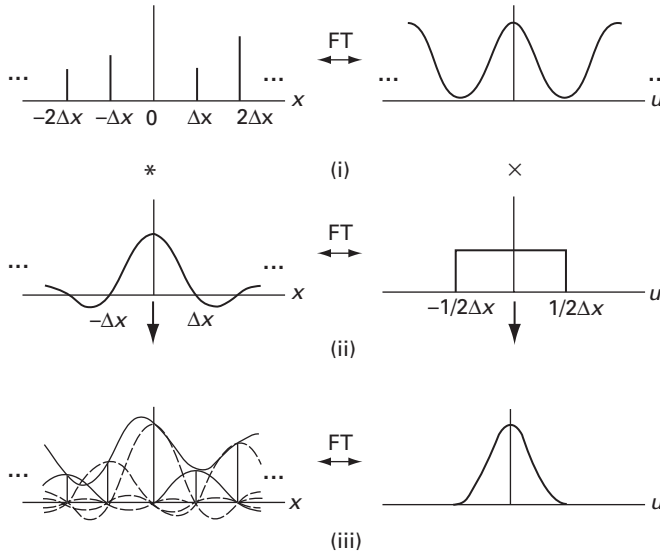 FT
... ... x
... ... u
−2Δx −Δx 0 Δx 2Δx
* (i) ×
FT
... ... x
−Δx Δx
−1/2Δx 1/2Δx u
(ii)
FT
... ... x
u
(iii)